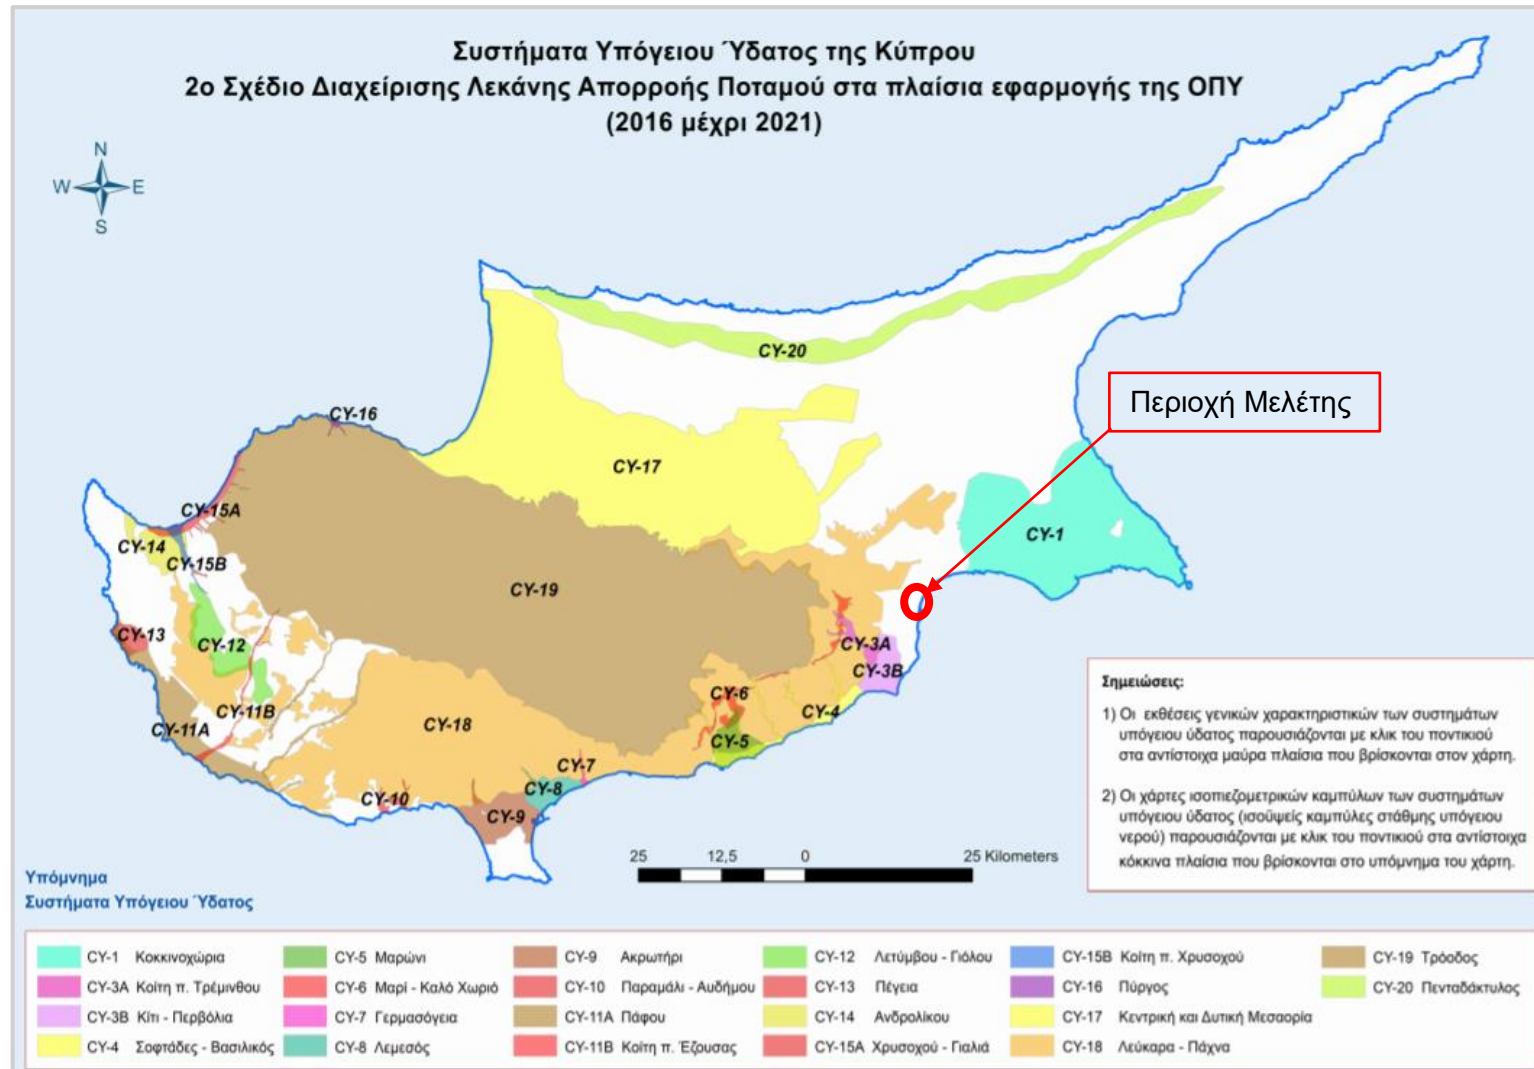 Συστήματα Υπόγειου Ύδατος της Κύπρου
2ο Σχέδιο Διαχείρισης Λεκάνης Απορροής Ποταμού στα πλαίσια εφαρμογής της ΟΠΥ
(2016 μέχρι 2021)
N
W E
S
CY-20
Περιοχή Μελέτης
CY-16
CY-17
CY-15A
CY-1
CY-14
CY-15B
CY-19
CY-13
CY-12
CY-3A
CY-3B
CY-6
CY-11B
CY-4
CY-11A
CY-18
CY-5
CY-7
CY-8
CY-10
CY-9
Σημειώσεις:
1) Οι εκθέσεις γενικών χαρακτηριστικών των συστημάτων
υπόγειου ύδατος παρουσιάζονται με κλικ του ποντικιού
στα αντίστοιχα μαύρα πλαίσια που βρίσκονται στον χάρτη.
2) Οι χάρτες ισοπιεζομετρικών καμπύλων των συστημάτων
υπόγειου ύδατος (ισοϋψείς καμπύλες στάθμης υπόγειου
νερού) παρουσιάζονται με κλικ του ποντικιού στα αντίστοιχα
κόκκινα πλαίσια που βρίσκονται στο υπόμνημα του χάρτη.
25 12,5 0 25 Kilometers
Υπόμνημα
Συστήματα Υπόγειου Ύδατος
CY-1 Κοκκινοχώρια CY-5 Μαρώνι CY-9 Ακρωτήρι CY-12 Λετύμβου - Γιόλου CY-15B Κοίτη π. Χρυσοχού CY-19 Τρόοδος
CY-3A Κοίτη π. Τρέμινθου CY-6 Μαρί - Καλό Χωριό CY-10 Παραμάλι - Αυδήμου CY-13 Πέγεια CY-16 Πύργος CY-20 Πενταδάκτυλος
CY-3B Κίτι - Περβόλια CY-7 Γερμασόγεια CY-11A Πάφου CY-14 Ανδρολίκου CY-17 Κεντρική και Δυτική Μεσαορία
CY-4 Σοφτάδες - Βασιλικός CY-8 Λεμεσός CY-11B Κοίτη π. Έζουσας CY-15A Χρυσοχού - Γιαλιά CY-18 Λεύκαρα - Πάχνα